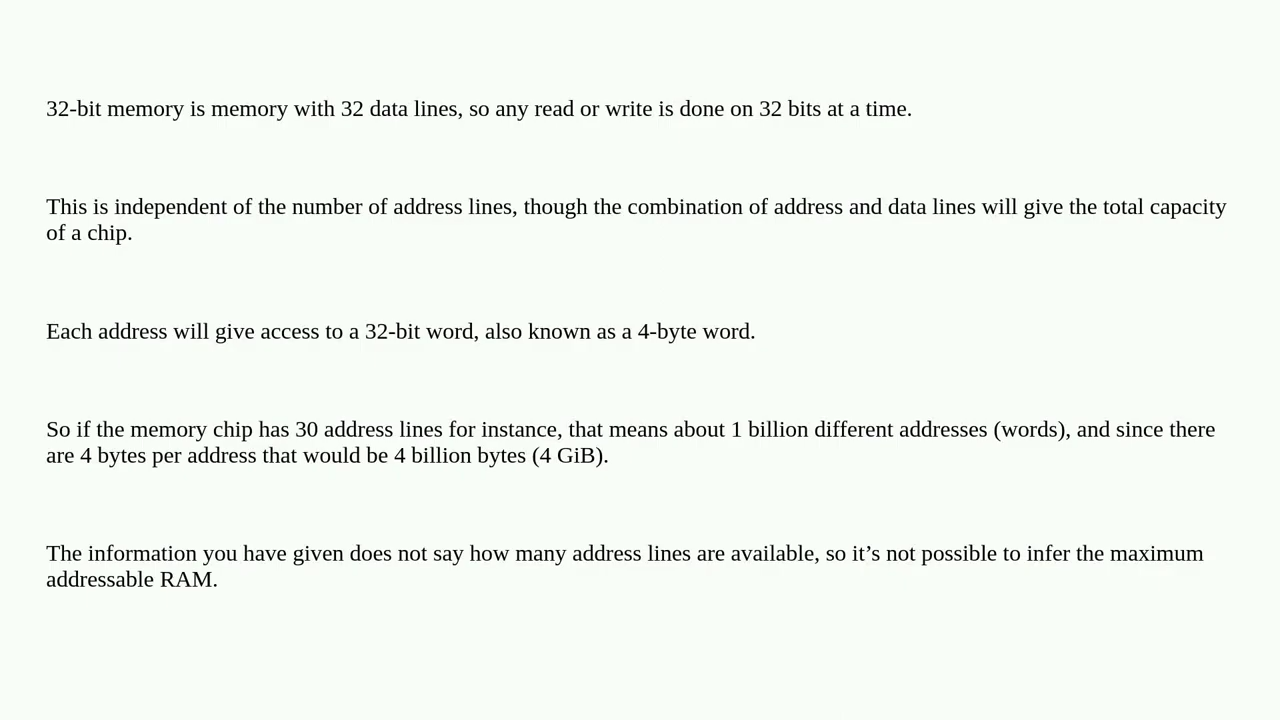 32-bit memory is memory with 32 data lines, so any read or write is done on 32 bits at a time.
This is independent of the number of address lines, though the combination of address and data lines will give the total capacity
of a chip.
Each address will give access to a 32-bit word, also known as a 4-byte word.
So if the memory chip has 30 address lines for instance, that means about 1 billion different addresses (words), and since there
are 4 bytes per address that would be 4 billion bytes (4 GiB).
The information you have given does not say how many address lines are available, so it’s not possible to infer the maximum
addressable RAM.